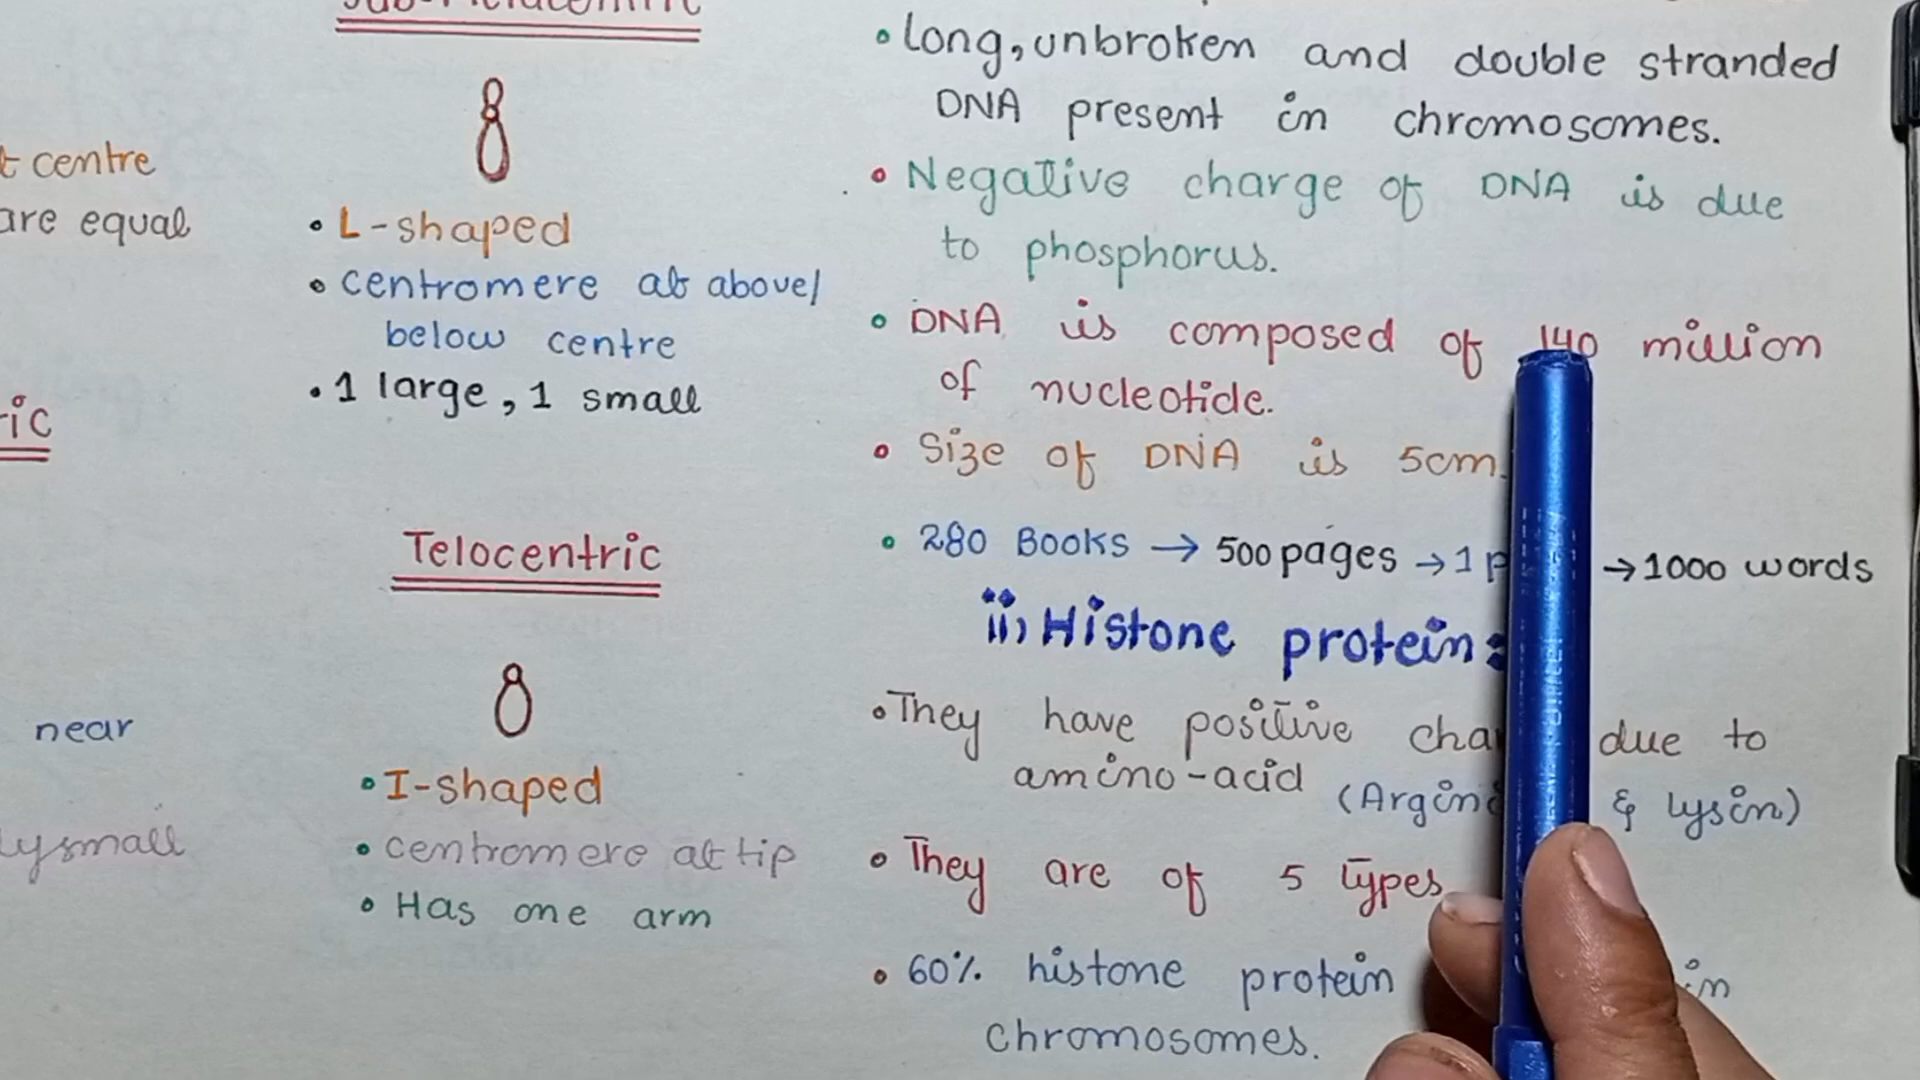 t centre
are equal
ric
near
lysmall
• L-shaped
• centromere at above/
below centre
• 1 large, 1 small
Telocentric
• I-shaped
• centromere at tip
• Has one arm
• Long, unbroken and double stranded
DNA present in chromosomes.
• Negative charge of DNA is due
to phosphorus.
• DNA is composed of 140 million
of nucleotide.
• Size of DNA is 5cm.
• 280 Books → 500 pages → 1 p → 1000 words
ii) Histone protein:
• They have positive cha due to
amino-acid (Argin & lysin)
• They are of 5 types
• 60% histone protein in
chromosomes.